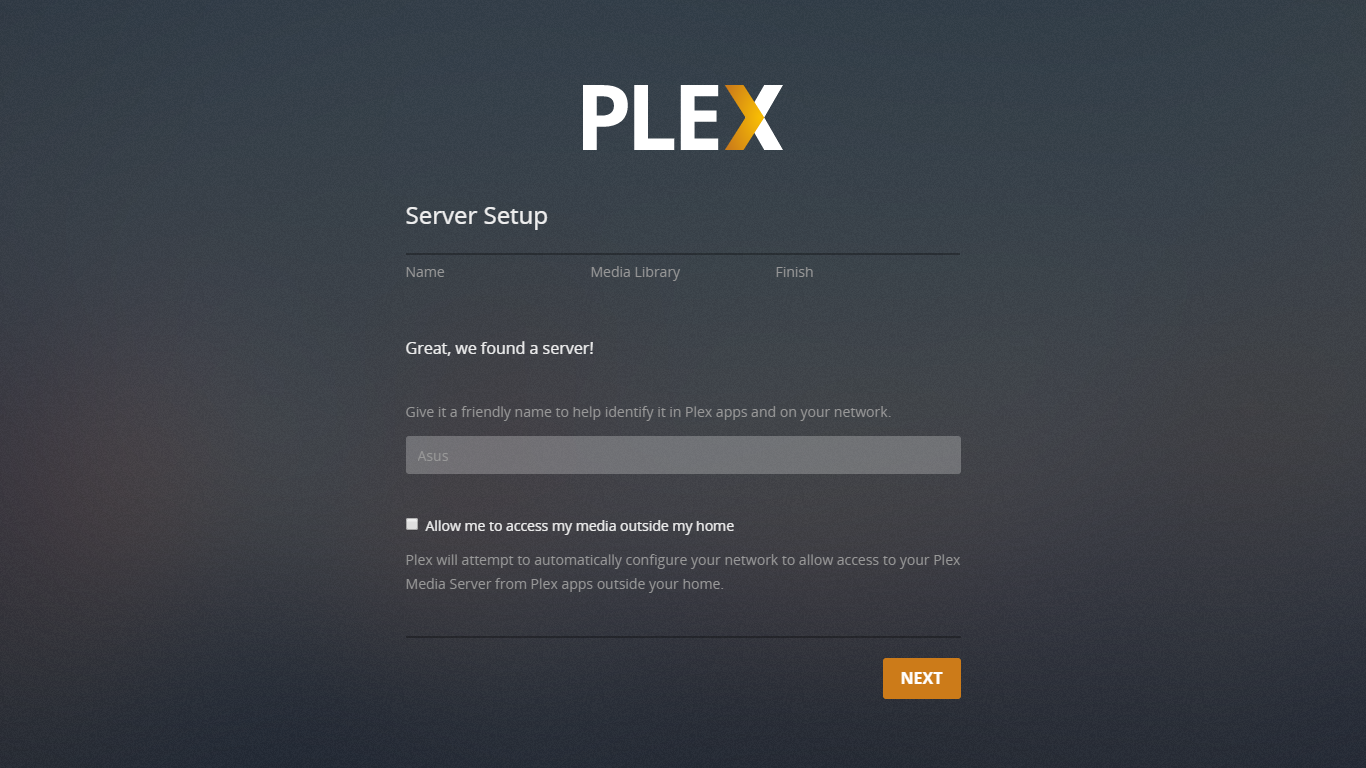 PLEX
Server Setup
Name Media Library Finish
Great, we found a server!
Give it a friendly name to help identify it in Plex apps and on your network.
Asus
Allow me to access my media outside my home
Plex will attempt to automatically configure your network to allow access to your Plex
Media Server from Plex apps outside your home.
NEXT